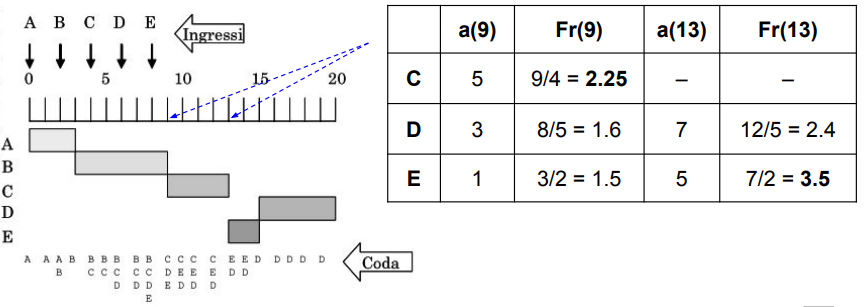 A B C D E
Ingressi
0 5 10 15 20
A
B
C
D
E
A A A B B B B B B C C C C E E D D D D D
B C C C C C D E E E D D
D D D E D D D
E
Coda
a(9) Fr(9) a(13) Fr(13)
C 5 9/4 = 2.25 – –
D 3 8/5 = 1.6 7 12/5 = 2.4
E 1 3/2 = 1.5 5 7/2 = 3.5